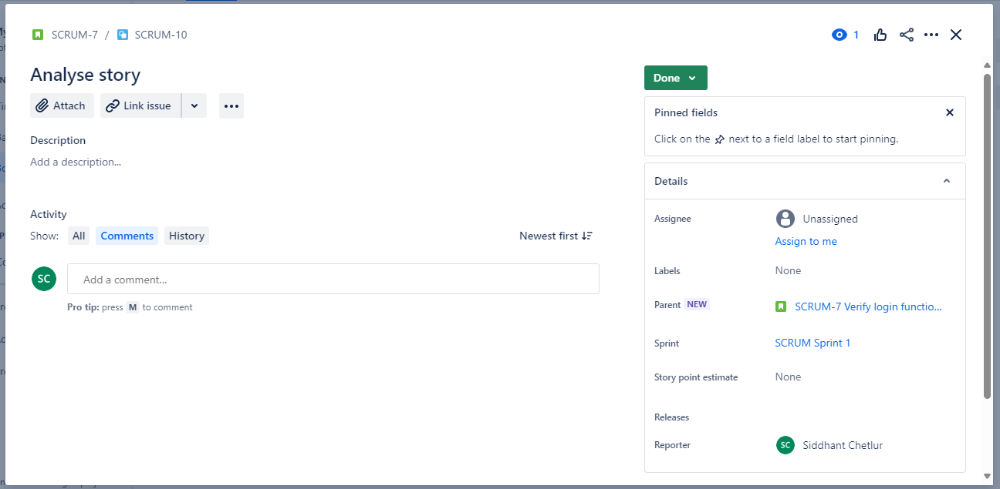 SCRUM-7 / SCRUM-10
1
Analyse story
Attach
Link issue
Description
Add a description...
Activity
Show: All Comments History
Newest first
SC
Add a comment...
Pro tip: press M to comment
Done
Pinned fields
Click on the next to a field label to start pinning.
Details
Assignee
Unassigned
Assign to me
Labels
None
Parent NEW
SCRUM-7 Verify login functio...
Sprint
SCRUM Sprint 1
Story point estimate
None
Releases
Reporter
SC
Siddhant Chetlur